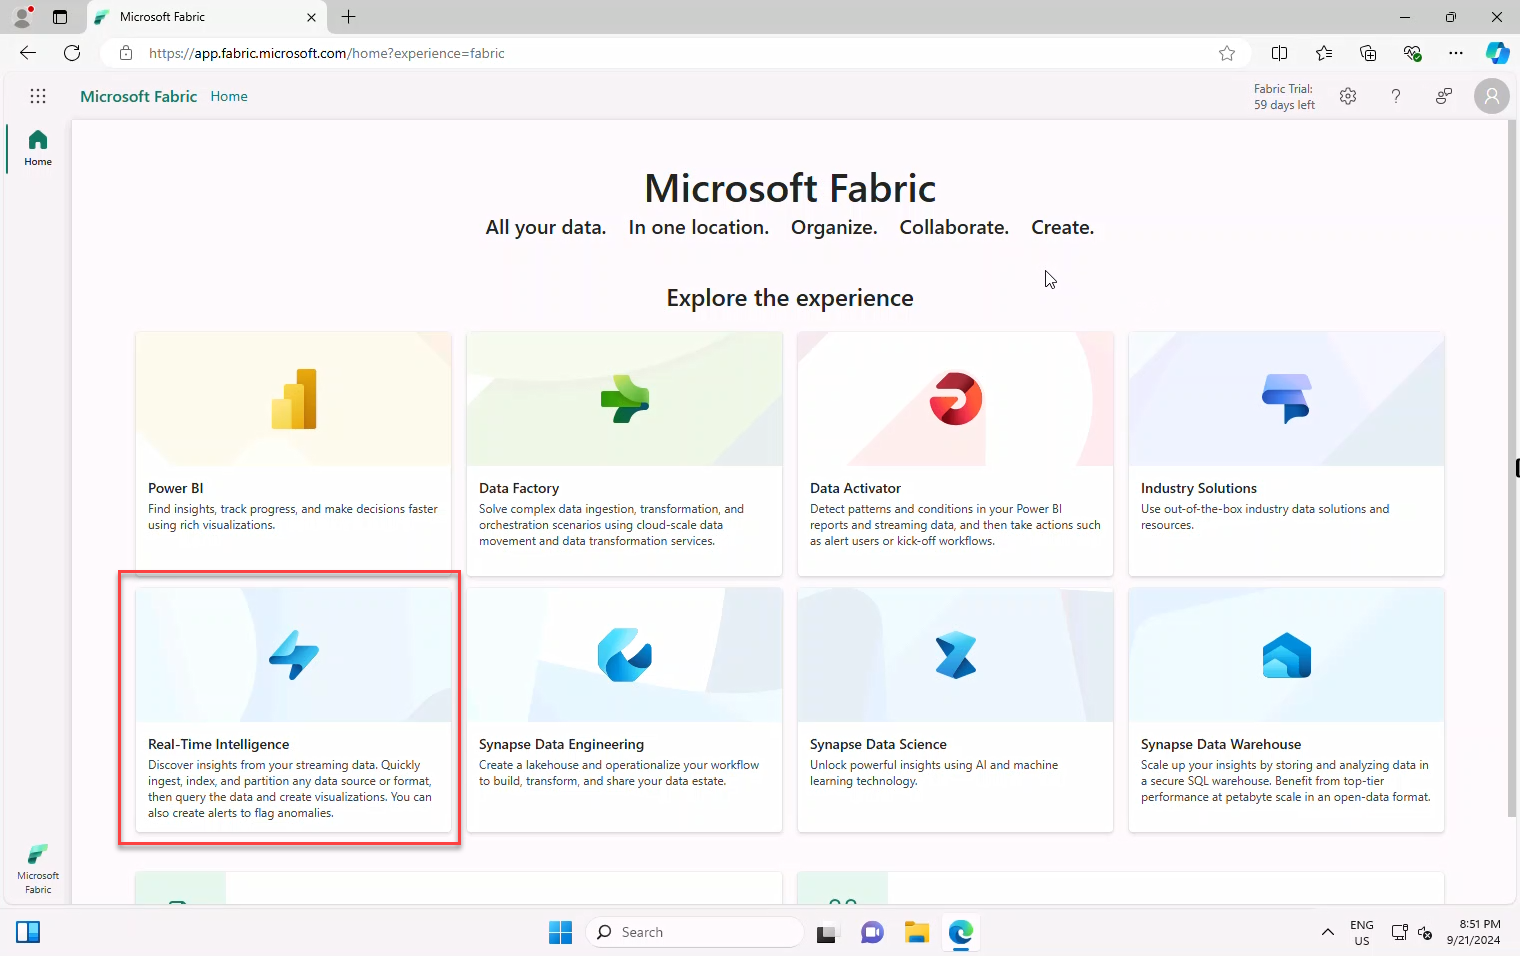 Microsoft Fabric
https://app.fabric.microsoft.com/home?experience=fabric
Microsoft Fabric Home
Fabric Trial:
59 days left
Home
Microsoft Fabric
All your data. In one location. Organize. Collaborate. Create.
Explore the experience
Power BI
Find insights, track progress, and make decisions faster
using rich visualizations.
Data Factory
Solve complex data ingestion, transformation, and
orchestration scenarios using cloud-scale data
movement and data transformation services.
Data Activator
Detect patterns and conditions in your Power BI
reports and streaming data, and then take actions such
as alert users or kick-off workflows.
Industry Solutions
Use out-of-the-box industry data solutions and
resources.
Real-Time Intelligence
Discover insights from your streaming data. Quickly
ingest, index, and partition any data source or format,
then query the data and create visualizations. You can
also create alerts to flag anomalies.
Synapse Data Engineering
Create a lakehouse and operationalize your workflow
to build, transform, and share your data estate.
Synapse Data Science
Unlock powerful insights using AI and machine
learning technology.
Synapse Data Warehouse
Scale up your insights by storing and analyzing data in
a secure SQL warehouse. Benefit from top-tier
performance at petabyte scale in an open-data format.
Microsoft
Fabric
Search
ENG
US
8:51 PM
9/21/2024